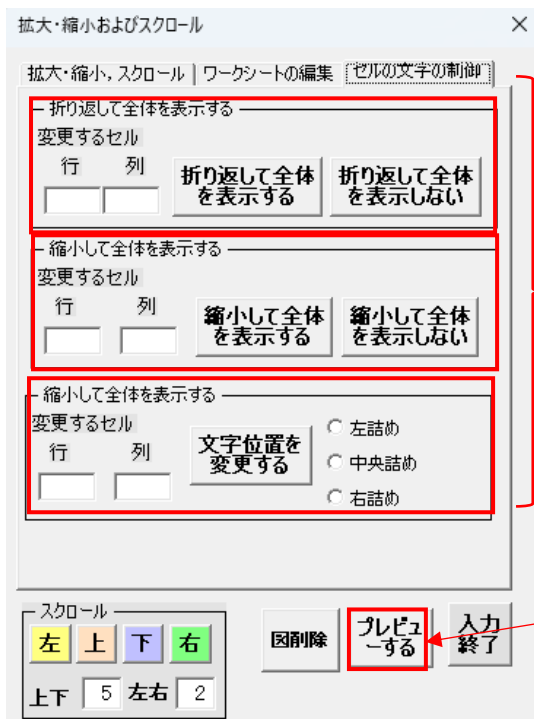 拡大・縮小およびスクロール
拡大・縮小，スクロール ワークシートの編集 セルの文字の制御
折り返して全体を表示する
変更するセル
行 列
折り返して全体を表示する 折り返して全体を表示しない
縮小して全体を表示する
変更するセル
行 列
縮小して全体を表示する 縮小して全体を表示しない
縮小して全体を表示する
変更するセル
行 列
文字位置を変更する
左詰め
中央詰め
右詰め
スクロール
左 上 下 右
上下 5 左右 2
図削除 プレビューする 入力終了